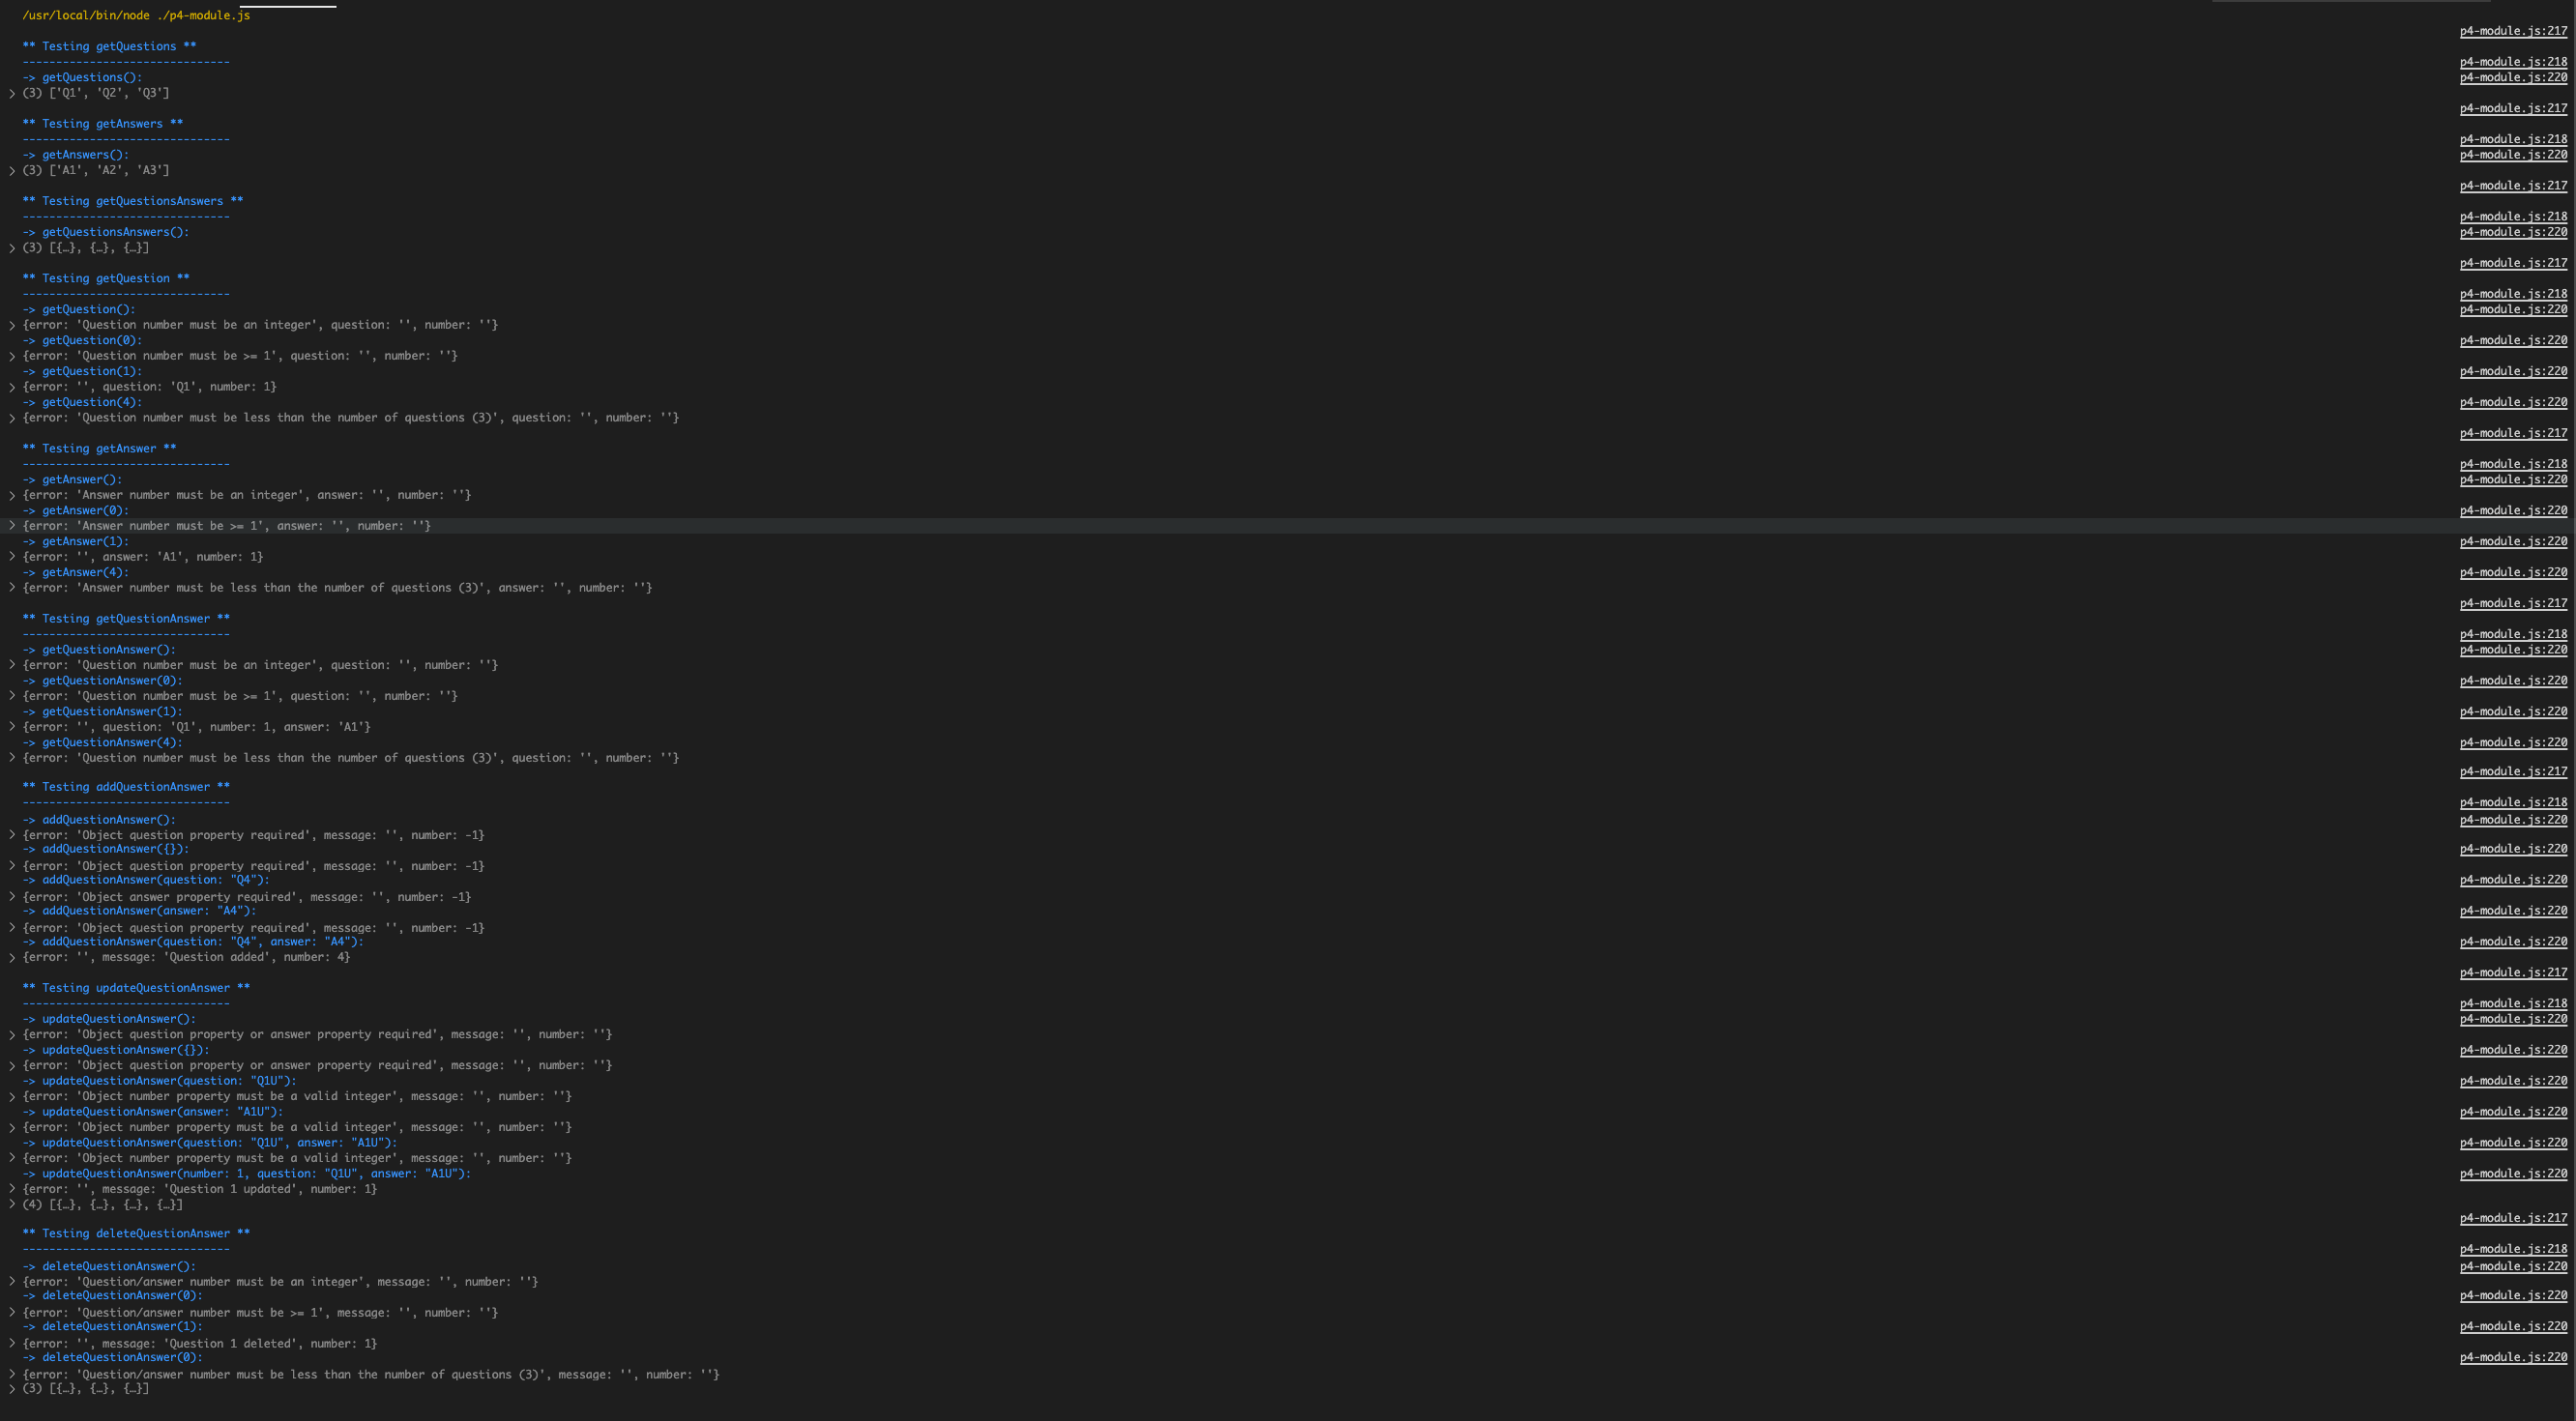 /usr/local/bin/node ./p4-module.js
p4-module.js:217
** Testing getQuestions **
------------------------------- p4-module.js:218
-> getQuestions(): p4-module.js:220
> (3) ['Q1', 'Q2', 'Q3']
p4-module.js:217
** Testing getAnswers **
------------------------------- p4-module.js:218
-> getAnswers(): p4-module.js:220
> (3) ['A1', 'A2', 'A3']
p4-module.js:217
** Testing getQuestionsAnswers **
------------------------------- p4-module.js:218
-> getQuestionsAnswers(): p4-module.js:220
> (3) [{…}, {…}, {…}]
p4-module.js:217
** Testing getQuestion **
------------------------------- p4-module.js:218
-> getQuestion(): p4-module.js:220
> {error: 'Question number must be an integer', question: '', number: ''}
-> getQuestion(0): p4-module.js:220
> {error: 'Question number must be >= 1', question: '', number: ''}
-> getQuestion(1): p4-module.js:220
> {error: '', question: 'Q1', number: 1}
-> getQuestion(4): p4-module.js:220
> {error: 'Question number must be less than the number of questions (3)', question: '', number: ''}
p4-module.js:217
** Testing getAnswer **
------------------------------- p4-module.js:218
-> getAnswer(): p4-module.js:220
> {error: 'Answer number must be an integer', answer: '', number: ''}
-> getAnswer(0): p4-module.js:220
> {error: 'Answer number must be >= 1', answer: '', number: ''}
-> getAnswer(1): p4-module.js:220
> {error: '', answer: 'A1', number: 1}
-> getAnswer(4): p4-module.js:220
> {error: 'Answer number must be less than the number of questions (3)', answer: '', number: ''}
p4-module.js:217
** Testing getQuestionAnswer **
------------------------------- p4-module.js:218
-> getQuestionAnswer(): p4-module.js:220
> {error: 'Question number must be an integer', question: '', number: ''}
-> getQuestionAnswer(0): p4-module.js:220
> {error: 'Question number must be >= 1', question: '', number: ''}
-> getQuestionAnswer(1): p4-module.js:220
> {error: '', question: 'Q1', number: 1, answer: 'A1'}
-> getQuestionAnswer(4): p4-module.js:220
> {error: 'Question number must be less than the number of questions (3)', question: '', number: ''}
p4-module.js:217
** Testing addQuestionAnswer **
------------------------------- p4-module.js:218
-> addQuestionAnswer(): p4-module.js:220
> {error: 'Object question property required', message: '', number: -1}
-> addQuestionAnswer({}): p4-module.js:220
> {error: 'Object question property required', message: '', number: -1}
-> addQuestionAnswer(question: "Q4"): p4-module.js:220
> {error: 'Object answer property required', message: '', number: -1}
-> addQuestionAnswer(answer: "A4"): p4-module.js:220
> {error: 'Object question property required', message: '', number: -1}
-> addQuestionAnswer(question: "Q4", answer: "A4"): p4-module.js:220
> {error: '', message: 'Question added', number: 4}
p4-module.js:217
** Testing updateQuestionAnswer **
------------------------------- p4-module.js:218
-> updateQuestionAnswer(): p4-module.js:220
> {error: 'Object question property or answer property required', message: '', number: ''}
-> updateQuestionAnswer({}): p4-module.js:220
> {error: 'Object question property or answer property required', message: '', number: ''}
-> updateQuestionAnswer(question: "Q1U"): p4-module.js:220
> {error: 'Object number property must be a valid integer', message: '', number: ''}
-> updateQuestionAnswer(answer: "A1U"): p4-module.js:220
> {error: 'Object number property must be a valid integer', message: '', number: ''}
-> updateQuestionAnswer(question: "Q1U", answer: "A1U"): p4-module.js:220
> {error: 'Object number property must be a valid integer', message: '', number: ''}
-> updateQuestionAnswer(number: 1, question: "Q1U", answer: "A1U"): p4-module.js:220
> {error: '', message: 'Question 1 updated', number: 1}
> (4) [{…}, {…}, {…}, {…}]
p4-module.js:217
** Testing deleteQuestionAnswer **
------------------------------- p4-module.js:218
-> deleteQuestionAnswer(): p4-module.js:220
> {error: 'Question/answer number must be an integer', message: '', number: ''}
-> deleteQuestionAnswer(0): p4-module.js:220
> {error: 'Question/answer number must be >= 1', message: '', number: ''}
-> deleteQuestionAnswer(1): p4-module.js:220
> {error: '', message: 'Question 1 deleted', number: 1}
-> deleteQuestionAnswer(0): p4-module.js:220
> {error: 'Question/answer number must be less than the number of questions (3)', message: '', number: ''}
> (3) [{…}, {…}, {…}]